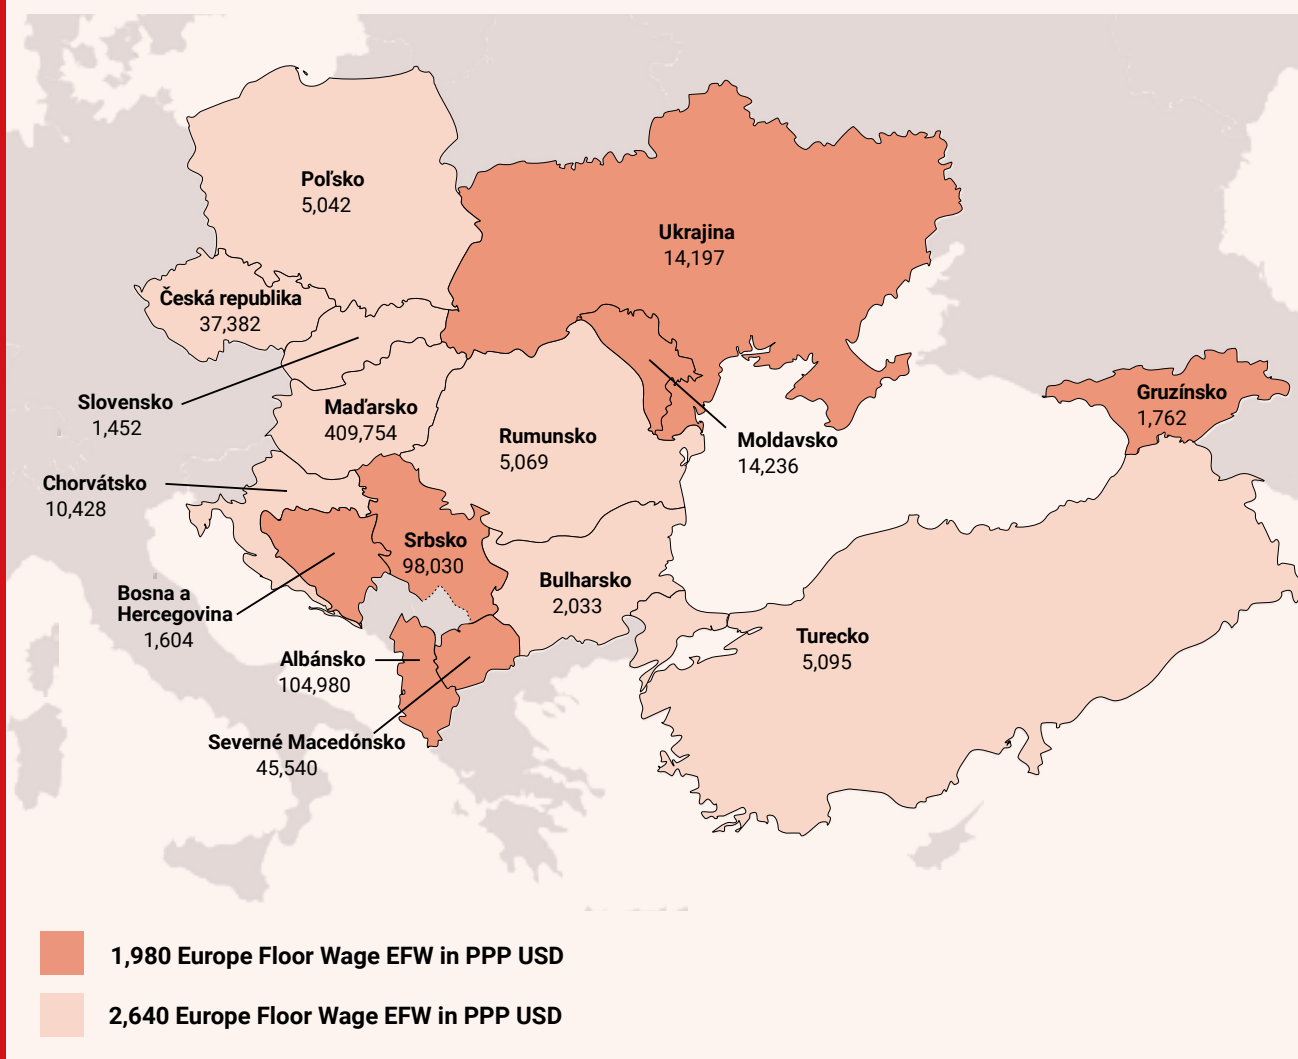 Poľsko
5,042
Ukrajina
14,197
Česká republika
37,382
Slovensko
1,452
Maďarsko
409,754
Rumunsko
5,069
Moldavsko
14,236
Gruzínsko
1,762
Chorvátsko
10,428
Srbsko
98,030
Bosna a
Hercegovina
1,604
Bulharsko
2,033
Turecko
5,095
Albánsko
104,980
Severné Macedónsko
45,540
1,980 Europe Floor Wage EFW in PPP USD
2,640 Europe Floor Wage EFW in PPP USD